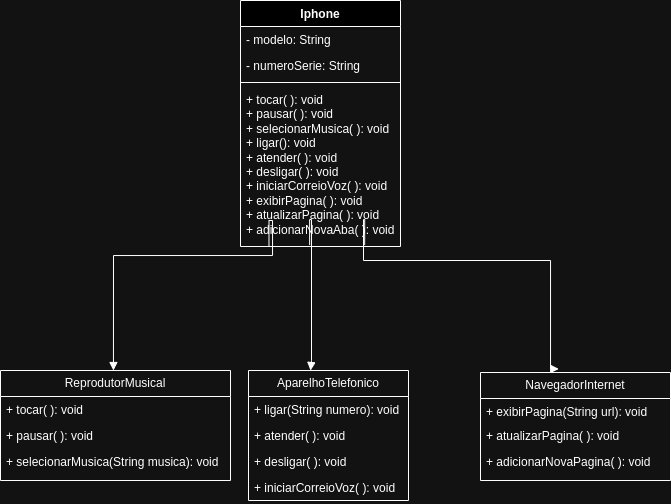 Iphone
- modelo: String
- numeroSerie: String
+ tocar( ): void
+ pausar( ): void
+ selecionarMusica( ): void
+ ligar(): void
+ atender( ): void
+ desligar( ): void
+ iniciarCorreioVoz( ): void
+ exibirPagina( ): void
+ atualizarPagina( ): void
+ adicionarNovaAba( ): void
ReprodutorMusical
+ tocar( ): void
+ pausar( ): void
+ selecionarMusica(String musica): void
AparelhoTelefonico
+ ligar(String numero): void
+ atender( ): void
+ desligar( ): void
+ iniciarCorreioVoz( ): void
NavegadorInternet
+ exibirPagina(String url): void
+ atualizarPagina( ): void
+ adicionarNovaPagina( ): void